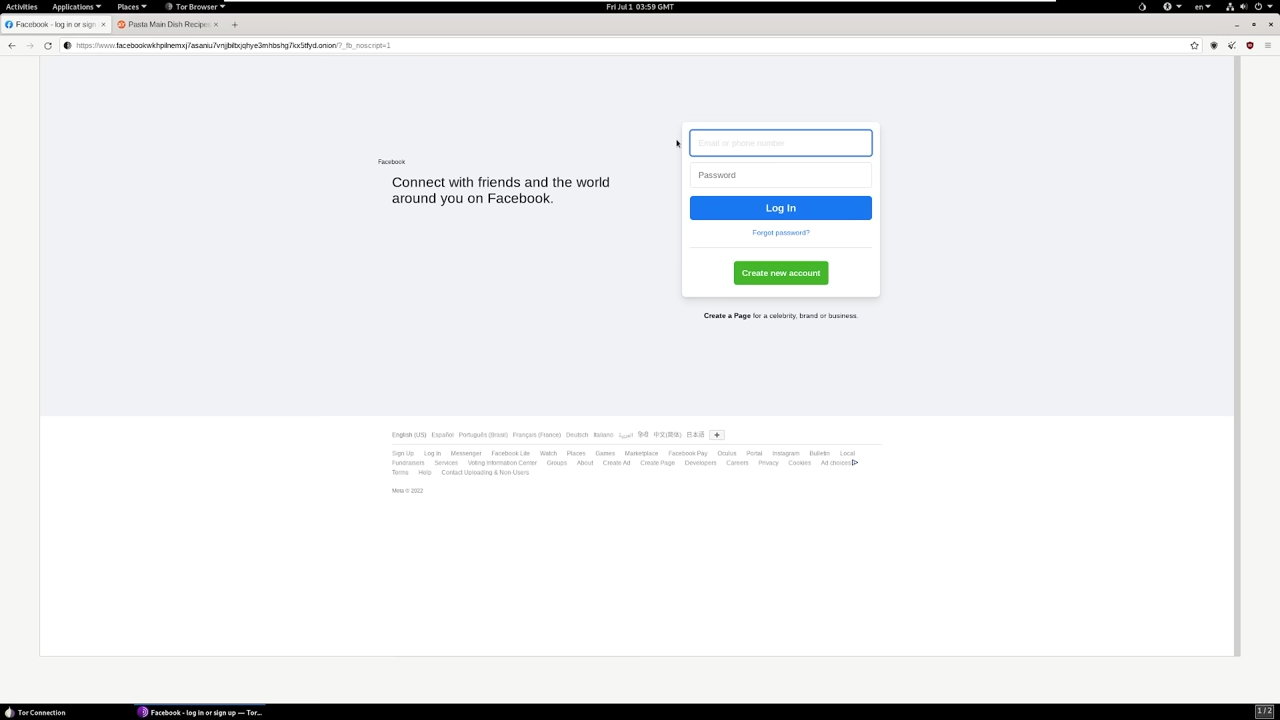 Activities Applications Places Tor Browser Fri Jul 1 03:59 GMT en
Facebook - log in or sign Pasta Main Dish Recipes
https://www.facebookwkhpilnemxj7asaniu7vnjjbiltxjqhye3mhbshg7kx5tfyd.onion/?_fb_noscript=1
Email or phone number
Facebook
Password
Connect with friends and the world
around you on Facebook.
Log In
Forgot password?
Create new account
Create a Page for a celebrity, brand or business.
English (US) Español Português (Brasil) Français (France) Deutsch Italiano العربية हिन्दी 中文(简体) 日本語
Sign Up Log In Messenger Facebook Lite Watch Places Games Marketplace Facebook Pay Oculus Portal Instagram Bulletin Local
Fundraisers Services Voting Information Center Groups About Create Ad Create Page Developers Careers Privacy Cookies Ad choices
Terms Help Contact Uploading & Non-Users
Meta © 2022
Tor Connection Facebook - log in or sign up — Tor... 1 / 2